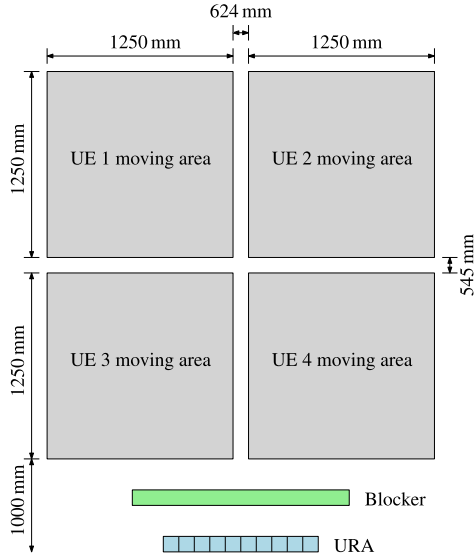 624 mm
1250 mm
1250 mm
1250 mm
UE 1 moving area
UE 2 moving area
545 mm
1250 mm
UE 3 moving area
UE 4 moving area
1000 mm
Blocker
URA